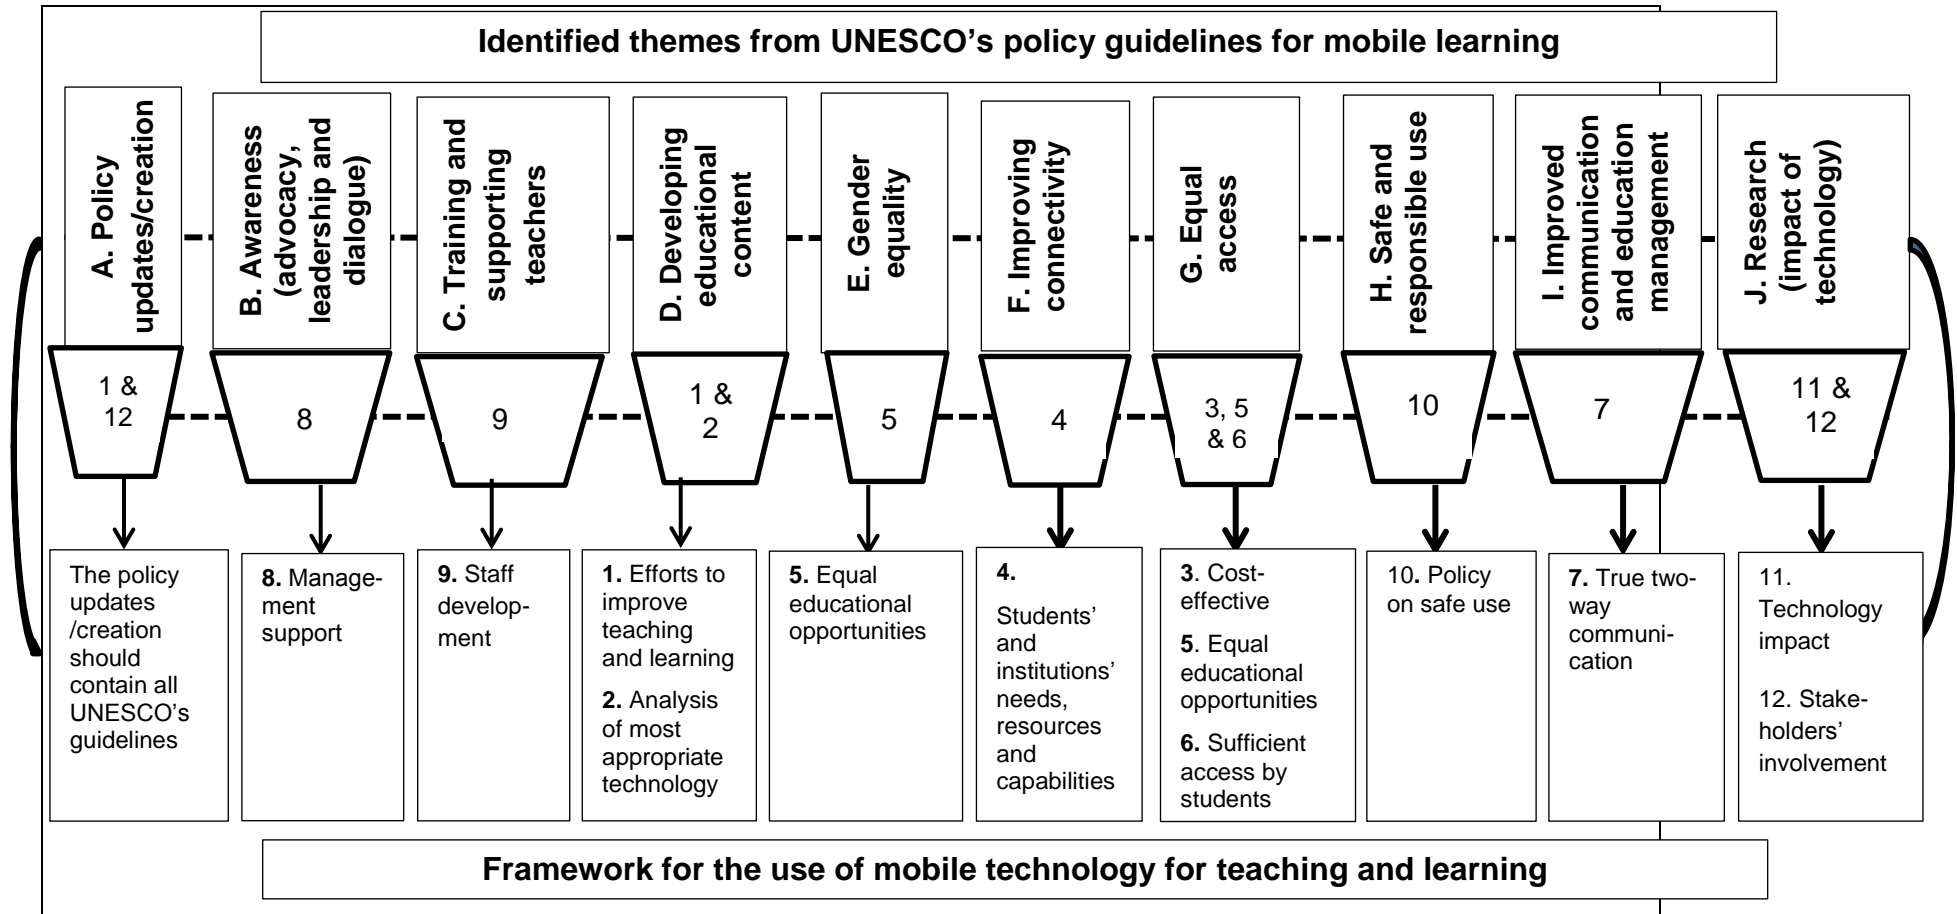 Identified themes from UNESCO’s policy guidelines for mobile learning
A. Policy
updates/creation
B. Awareness
(advocacy,
leadership and
dialogue)
C. Training and
supporting
teachers
D. Developing
educational
content
E. Gender
equality
F. Improving
connectivity
G. Equal
access
H. Safe and
responsible use
I. Improved
communication
and education
management
J. Research
(impact of
technology)
1 &
12
8
9
1 &
2
5
4
3, 5
& 6
10
7
11 &
12
The policy
updates
/creation
should
contain all
UNESCO’s
guidelines
8. Manage-
ment
support
9. Staff
develop-
ment
1. Efforts to
improve
teaching
and learning
2. Analysis
of most
appropriate
technology
5. Equal
educational
opportunities
4.
Students’
and
institutions’
needs,
resources
and
capabilities
3. Cost-
effective
5. Equal
educational
opportunities
6. Sufficient
access by
students
10. Policy
on safe use
7. True two-
way
communi-
cation
11.
Technology
impact
12. Stake-
holders’
involvement
Framework for the use of mobile technology for teaching and learning